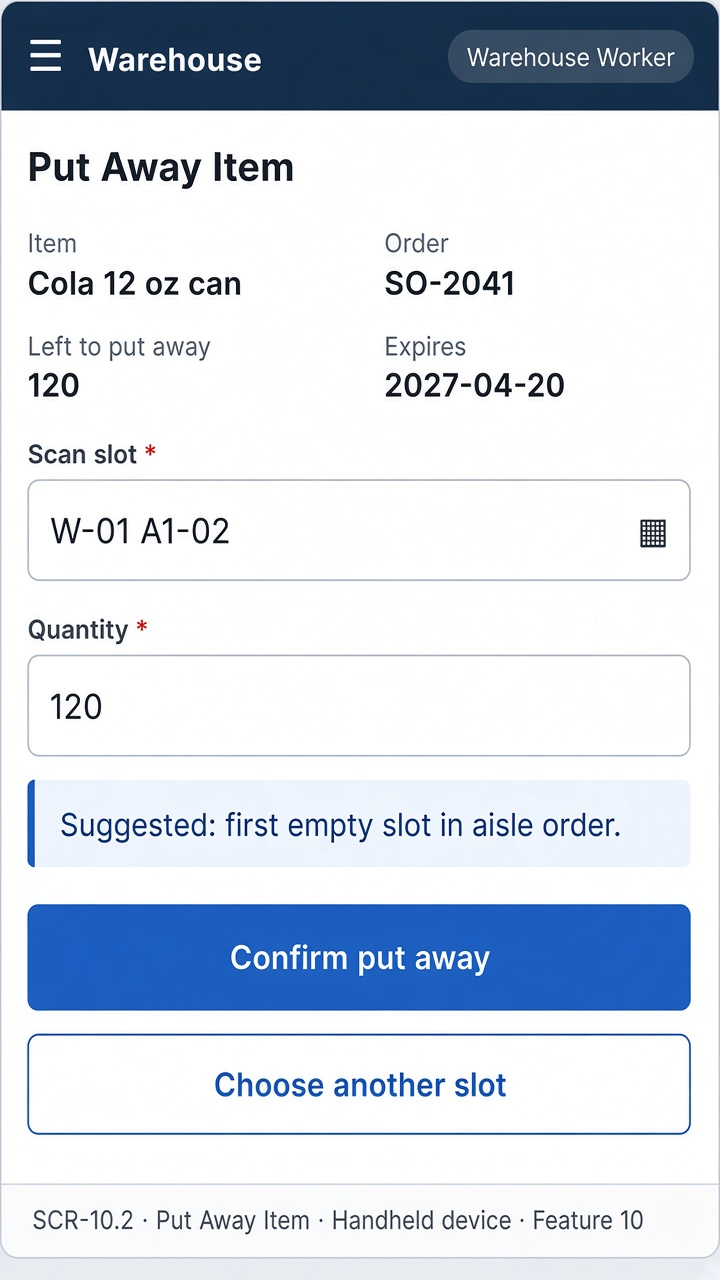 ☰ Warehouse Warehouse Worker
Put Away Item
Item Order
Cola 12 oz can SO-2041
Left to put away Expires
120 2027-04-20
Scan slot *
W-01 A1-02
Quantity *
120
Suggested: first empty slot in aisle order.
Confirm put away
Choose another slot
SCR-10.2 · Put Away Item · Handheld device · Feature 10